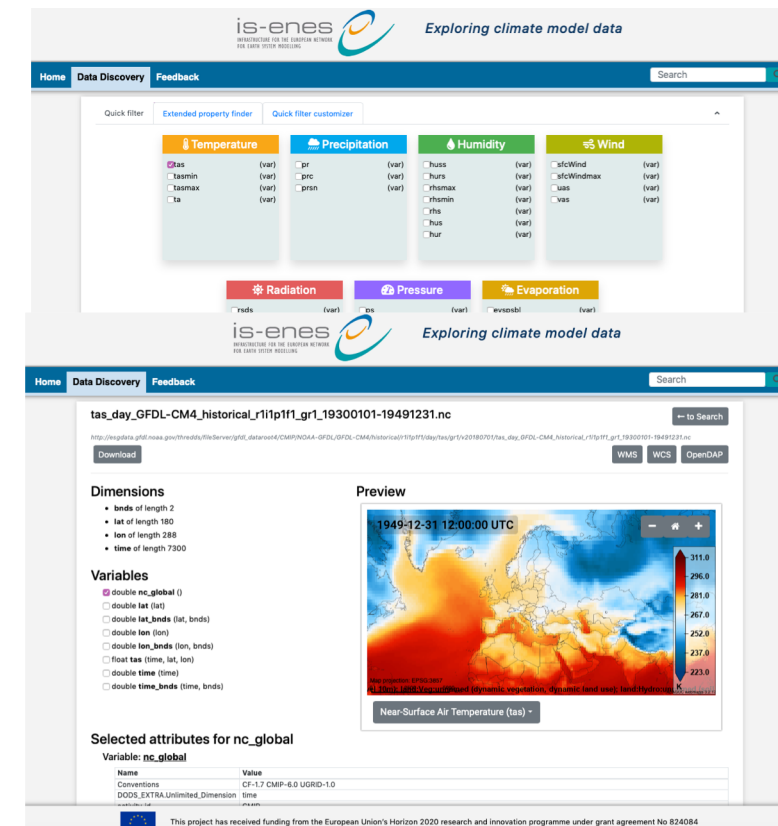 is-enes
INFRASTRUCTURE FOR THE EUROPEAN NETWORK
FOR EARTH SYSTEM MODELLING
Exploring climate model data
Home Data Discovery Feedback Search
Quick filter Extended property finder Quick filter customizer
Temperature Precipitation Humidity Wind
tas (var) pr (var) huss (var) sfcWind (var)
tasmin (var) prc (var) hurs (var) sfcWindmax (var)
tasmax (var) prsn (var) rhsmax (var) uas (var)
ta (var) rhsmin (var) vas (var)
rhs (var)
hus (var)
hur (var)
Radiation Pressure Evaporation
rsds (var) ps (var) evspsbl (var)
is-enes
INFRASTRUCTURE FOR THE EUROPEAN NETWORK
FOR EARTH SYSTEM MODELLING
Exploring climate model data
Home Data Discovery Feedback Search
tas_day_GFDL-CM4_historical_r1i1p1f1_gr1_19300101-19491231.nc
← to Search
http://esgdata.gfdl.noaa.gov/thredds/fileServer/gfdl_dataroot4/CMIP/NOAA-GFDL/GFDL-CM4/historical/r1i1p1f1/day/tas/gr1/v20180701/tas_day_GFDL-CM4_historical_r1i1p1f1_gr1_19300101-19491231.nc
Download WMS WCS OpenDAP
Dimensions
• bnds of length 2
• lat of length 180
• lon of length 288
• time of length 7300
Variables
double nc_global ()
double lat (lat)
double lat_bnds (lat, bnds)
double lon (lon)
double lon_bnds (lon, bnds)
float tas (time, lat, lon)
double time (time)
double time_bnds (time, bnds)
Preview
1949-12-31 12:00:00 UTC
311.0
296.0
281.0
267.0
252.0
237.0
223.0
K
Map projection: EPSG:3857
(dynamic vegetation, dynamic land use); land
Near-Surface Air Temperature (tas)
Selected attributes for nc_global
Variable: nc_global
Name Value
Conventions CF-1.7 CMIP-6.0 UGRID-1.0
DODS_EXTRA.Unlimited_Dimension time
This project has received funding from the European Union's Horizon 2020 research and innovation programme under grant agreement No 824084